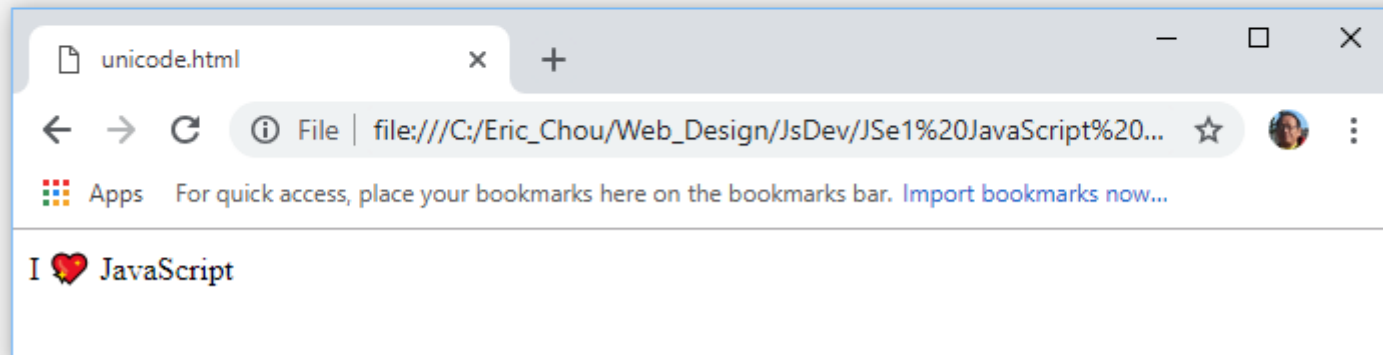 unicode.html
File file:///C:/Eric_Chou/Web_Design/JsDev/JSe1%20JavaScript%20...
Apps For quick access, place your bookmarks here on the bookmarks bar. Import bookmarks now...
I 💖 JavaScript